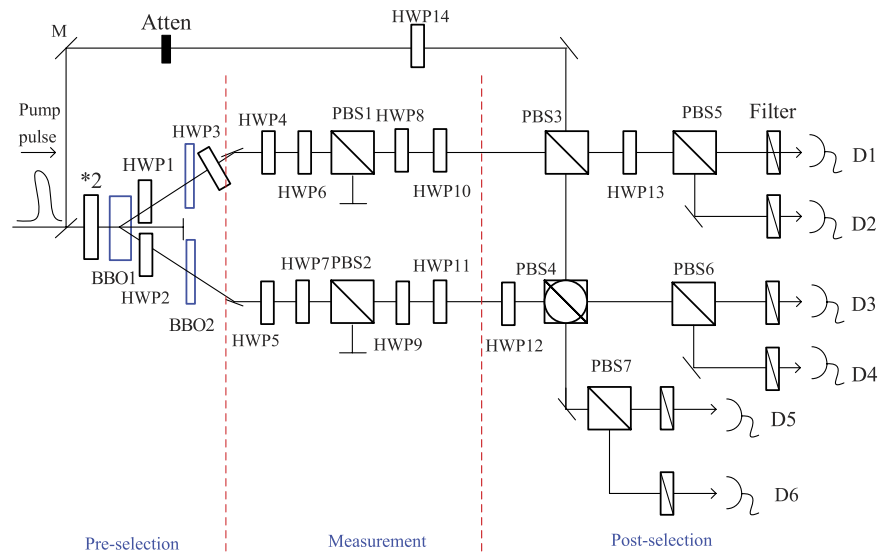 M
Atten
HWP14
Pump
pulse
*2
HWP1
HWP3
BBO1
HWP2
BBO2
HWP4
PBS1
HWP8
HWP6
HWP10
HWP7
PBS2
HWP11
HWP5
HWP9
PBS3
PBS5
Filter
HWP13
D1
D2
PBS4
PBS6
HWP12
D3
D4
PBS7
D5
D6
Pre-selection
Measurement
Post-selection